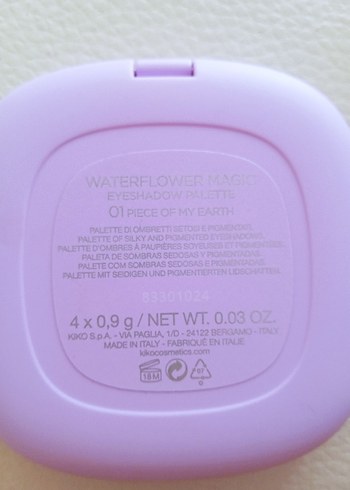 WATERFLOWER MAGIC
EYESHADOW PALETTE
01 PIECE OF MY EARTH
PALETTE DI OMBRETTI SETOSI E PIGMENTATI.
PALETTE OF SILKY AND PIGMENTED EYESHADOWS.
PALETTE D'OMBRES À PAUPIÈRES SOYEUSES ET PIGMENTÉES.
PALETA DE SOMBRAS SEDOSAS Y PIGMENTADAS.
PALETE COM SOMBRAS SEDOSAS E PIGMENTADAS.
PALETTE MIT SEIDIGEN UND PIGMENTIERTEN LIDSCHATTEN.
4 x 0,9 g / NET WT. 0.03 OZ.
KIKO S.p.A. - VIA PAGLIA, 1/D - 24122 BERGAMO - ITALY
MADE IN ITALY - FABRIQUÉ EN ITALIE
kikocosmetics.com
18M